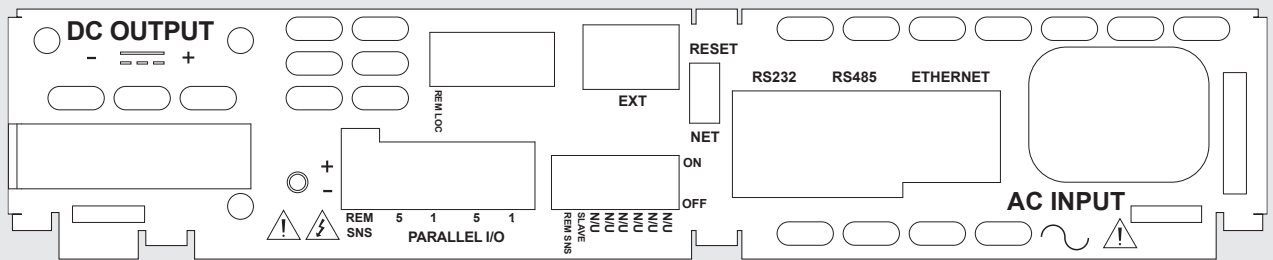 DC OUTPUT
- +
REM LOC
EXT
RESET
NET
RS232 RS485 ETHERNET
+
-
REM SNS
5 1 5 1
PARALLEL I/O
ON
OFF
REM SNS
SLAVE
N/U
N/U
N/U
N/U
N/U
N/U
AC INPUT